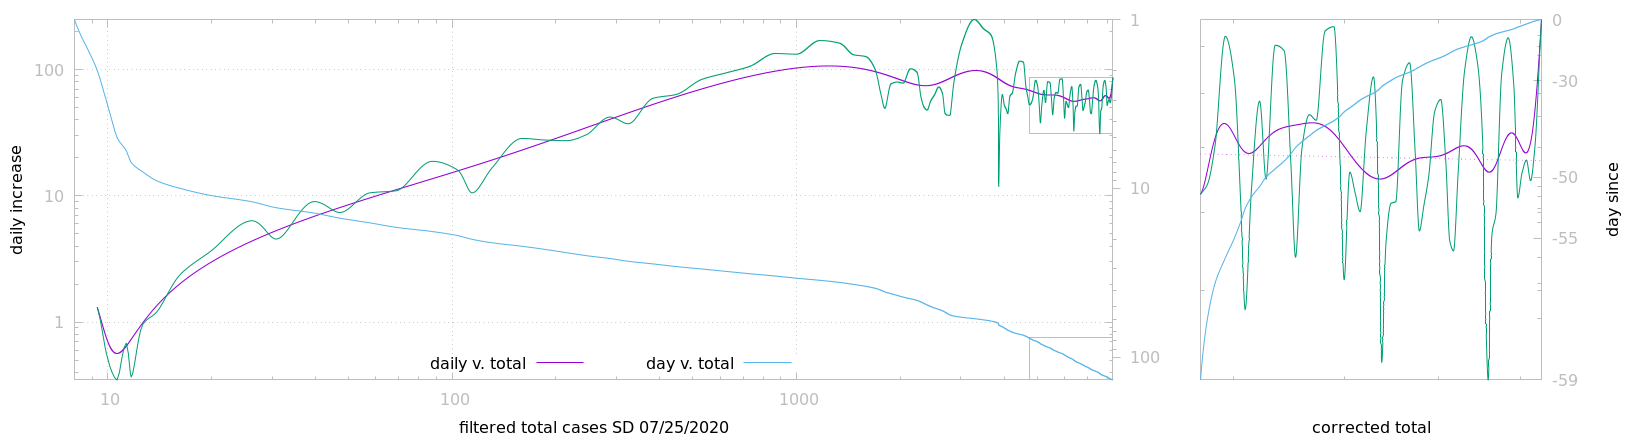 100
10
1
daily increase
10
100
1000
filtered total cases SD 07/25/2020
daily v. total
day v. total
1
10
100
0
-30
-50
-55
-59
day since
corrected total